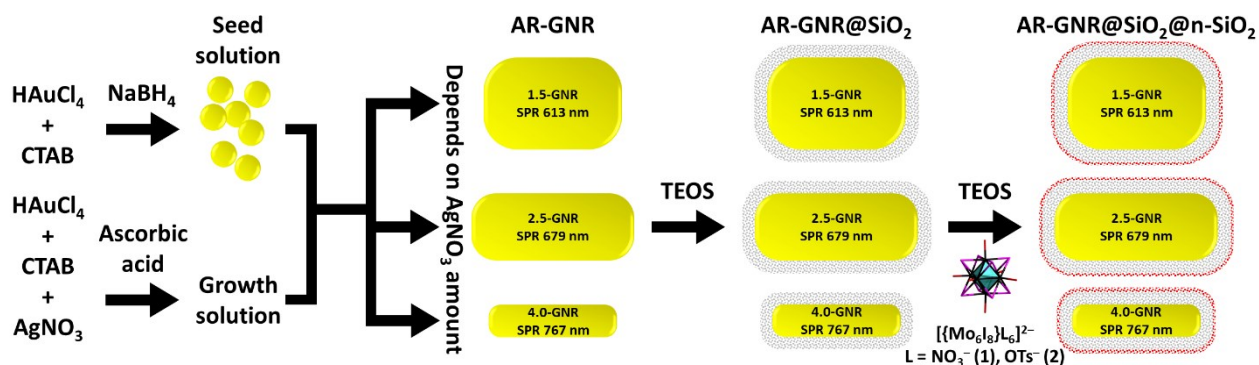 Seed
solution
HAuCl₄
+
CTAB
NaBH₄
HAuCl₄
+
CTAB
+
AgNO₃
Ascorbic
acid
Growth
solution
Depends on AgNO₃ amount
AR-GNR
1.5-GNR
SPR 613 nm
2.5-GNR
SPR 679 nm
4.0-GNR
SPR 767 nm
TEOS
AR-GNR@SiO₂
1.5-GNR
SPR 613 nm
2.5-GNR
SPR 679 nm
4.0-GNR
SPR 767 nm
TEOS
[{Mo₆I₈}L₆]²⁻
L = NO₃⁻ (1), OTs⁻ (2)
AR-GNR@SiO₂@n-SiO₂
1.5-GNR
SPR 613 nm
2.5-GNR
SPR 679 nm
4.0-GNR
SPR 767 nm